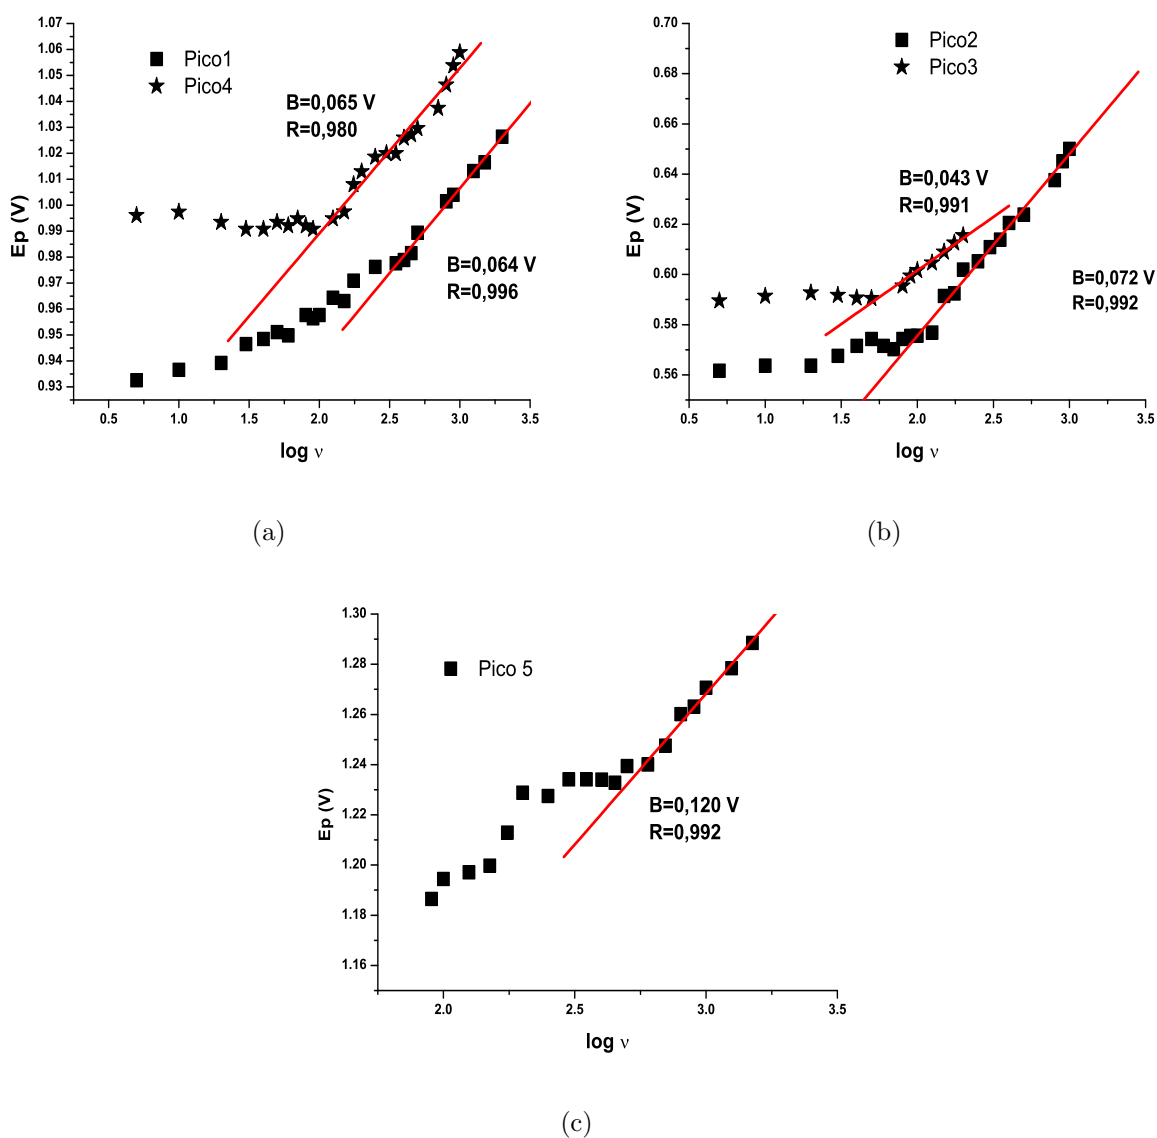 1.07
1.06
1.05
1.04
1.03
1.02
1.01
1.00
0.99
0.98
0.97
0.96
0.95
0.94
0.93
Ep (V)
Pico1
Pico4
B=0,065 V
R=0,980
B=0,064 V
R=0,996
0.5 1.0 1.5 2.0 2.5 3.0 3.5
log ν
(a)
0.70
0.68
0.66
0.64
0.62
0.60
0.58
0.56
Ep (V)
Pico2
Pico3
B=0,043 V
R=0,991
B=0,072 V
R=0,992
0.5 1.0 1.5 2.0 2.5 3.0 3.5
log ν
(b)
1.30
1.28
1.26
1.24
1.22
1.20
1.18
1.16
Ep (V)
Pico 5
B=0,120 V
R=0,992
2.0 2.5 3.0 3.5
log ν
(c)